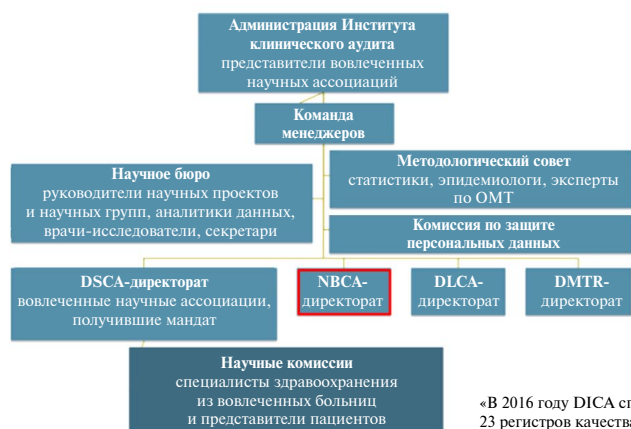 Администрация Института
клинического аудита
представители вовлеченных
научных ассоциаций
Команда
менеджеров
Научное бюро
руководители научных проектов
и научных групп, аналитики данных,
врачи-исследователи, секретари
Методологический совет
статистики, эпидемиологи, эксперты
по ОМТ
Комиссия по защите
персональных данных
DSCA-директорат
вовлеченные научные ассоциации,
получившие мандат
NBCA-
директорат
DLCA-
директорат
DMTR-
директорат
Научные комиссии
специалисты здравоохранения
из вовлеченных больниц
и представители пациентов
«В 2016 году DICA
23 регистров качества